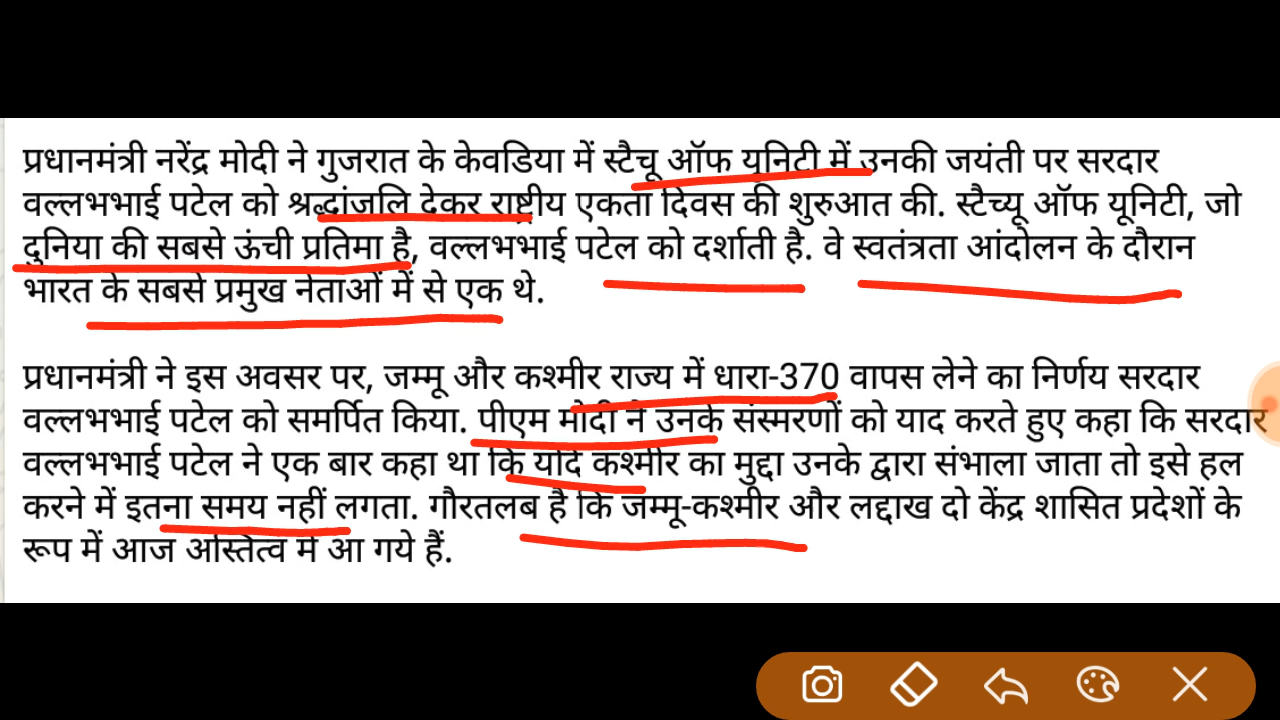 प्रधानमंत्री नरेंद्र मोदी ने गुजरात के केवडिया में स्टैचू ऑफ यूनिटी में उनकी जयंती पर सरदार
वल्लभभाई पटेल को श्रद्धांजलि देकर राष्ट्रीय एकता दिवस की शुरुआत की. स्टैच्यू ऑफ यूनिटी, जो
दुनिया की सबसे ऊंची प्रतिमा है, वल्लभभाई पटेल को दर्शाती है. वे स्वतंत्रता आंदोलन के दौरान
भारत के सबसे प्रमुख नेताओं में से एक थे.
प्रधानमंत्री ने इस अवसर पर, जम्मू और कश्मीर राज्य में धारा-370 वापस लेने का निर्णय सरदार
वल्लभभाई पटेल को समर्पित किया. पीएम मोदी ने उनके संस्मरणों को याद करते हुए कहा कि सरदार
वल्लभभाई पटेल ने एक बार कहा था कि यदि कश्मीर का मुद्दा उनके द्वारा संभाला जाता तो इसे हल
करने में इतना समय नहीं लगता. गौरतलब है कि जम्मू-कश्मीर और लद्दाख दो केंद्र शासित प्रदेशों के
रूप में आज अस्तित्व में आ गये हैं.